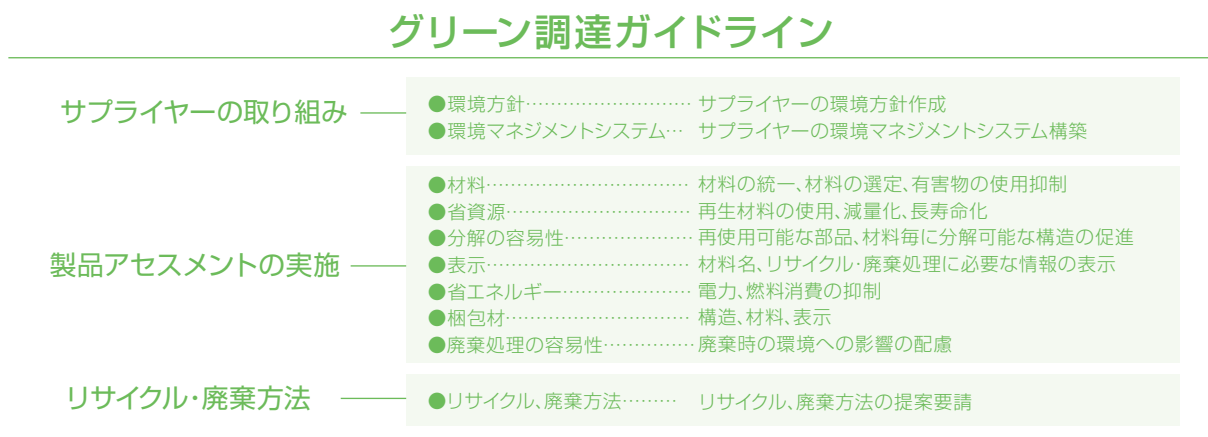 グリーン調達ガイドライン
サプライヤーの取り組み
●環境方針……………………… サプライヤーの環境方針作成
●環境マネジメントシステム… サプライヤーの環境マネジメントシステム構築
製品アセスメントの実施
●材料…………………………… 材料の統一、材料の選定、有害物の使用抑制
●省資源………………………… 再生材料の使用、減量化、長寿命化
●分解の容易性………………… 再使用可能な部品、材料毎に分解可能な構造の促進
●表示…………………………… 材料名、リサイクル・廃棄処理に必要な情報の表示
●省エネルギー………………… 電力、燃料消費の抑制
●梱包材………………………… 構造、材料、表示
●廃棄処理の容易性…………… 廃棄時の環境への影響の配慮
リサイクル・廃棄方法
●リサイクル、廃棄方法……… リサイクル、廃棄方法の提案要請